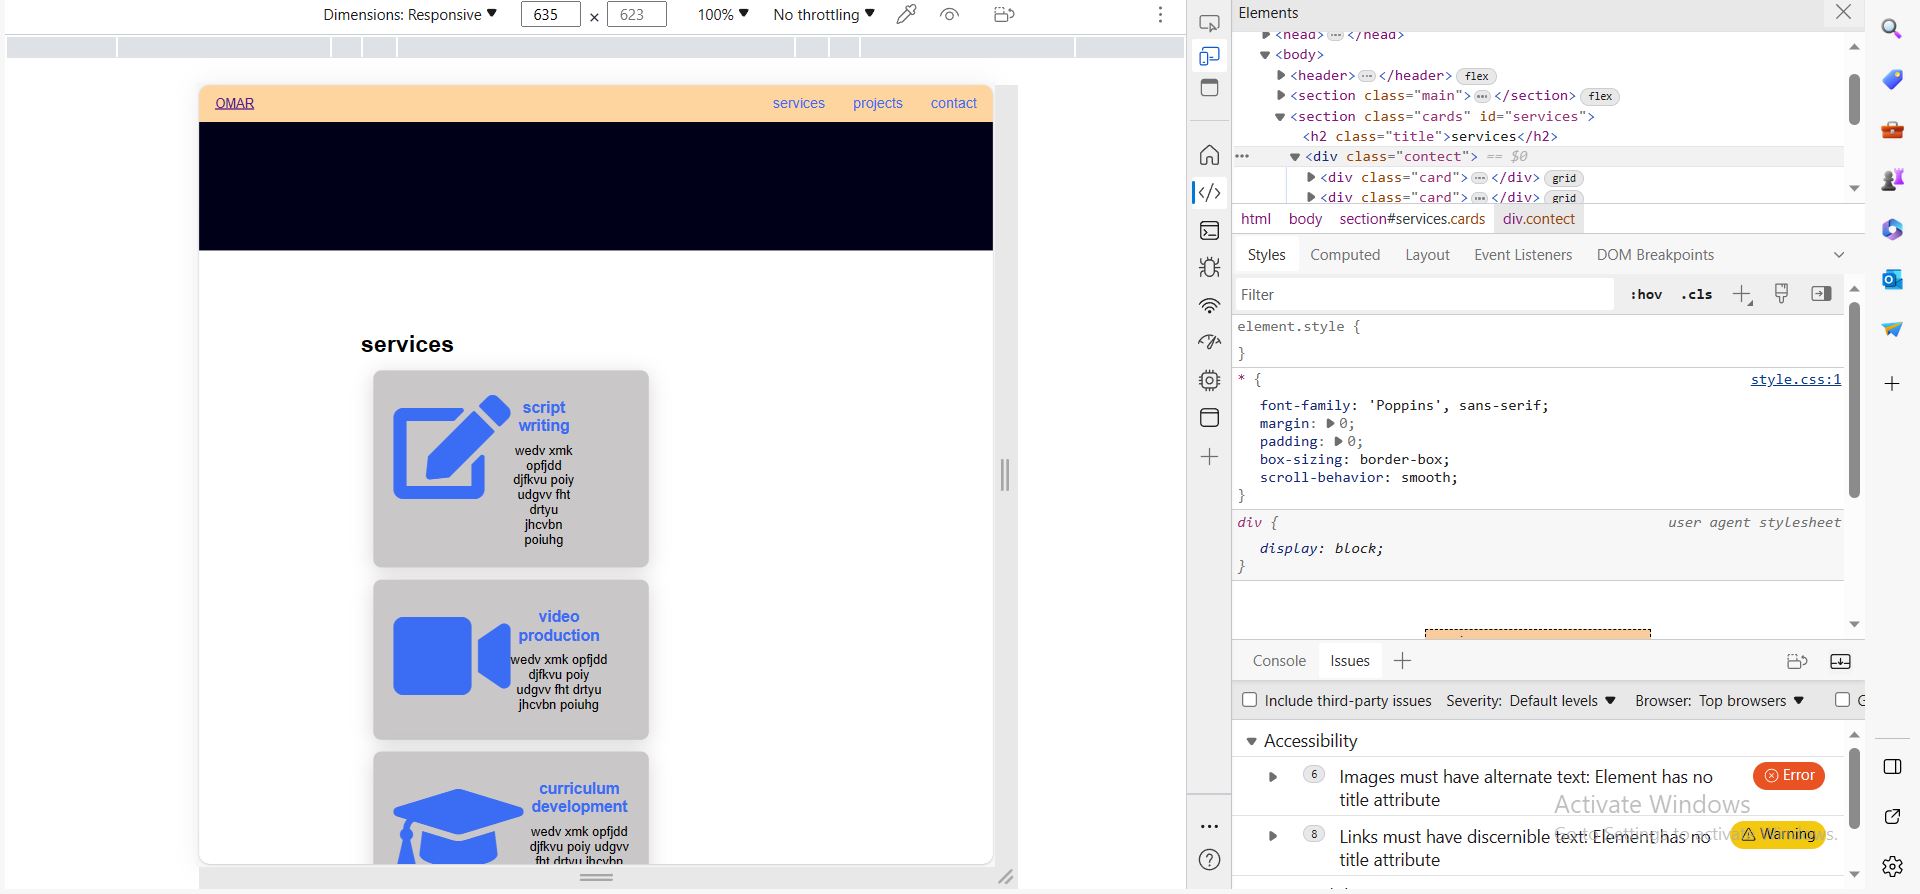 Dimensions: Responsive ▼ 635 × 623 100% ▼ No throttling ▼
OMAR services projects contact
services
script
writing
wedv xmk
opfjdd
djfkvu poiy
udgvv fht
drtyu
jhcvbn
poiuhg
video
production
wedv xmk opfjdd
djfkvu poiy
udgvv fht drtyu
jhcvbn poiuhg
curriculum
development
wedv xmk opfjdd
djfkvu poiy udgvv
fht drtyu jhcvbn
Elements
<head> ... </head>
<body>
<header> ... </header> flex
<section class="main"> ... </section> flex
<section class="cards" id="services">
<h2 class="title">services</h2>
<div class="contect"> == $0
<div class="card"> ... </div> grid
<div class="card"> ... </div> grid
html body section#services.cards div.contect
Styles Computed Layout Event Listeners DOM Breakpoints
Filter :hov .cls
element.style {
}
* { style.css:1
font-family: 'Poppins', sans-serif;
margin: ▶ 0;
padding: ▶ 0;
box-sizing: border-box;
scroll-behavior: smooth;
}
div { user agent stylesheet
display: block;
}
Console Issues
Include third-party issues Severity: Default levels ▼ Browser: Top browsers ▼
Accessibility
6 Images must have alternate text: Element has no
title attribute
Error
8 Links must have discernible text: Element has no
title attribute
Warning
Activate Windows